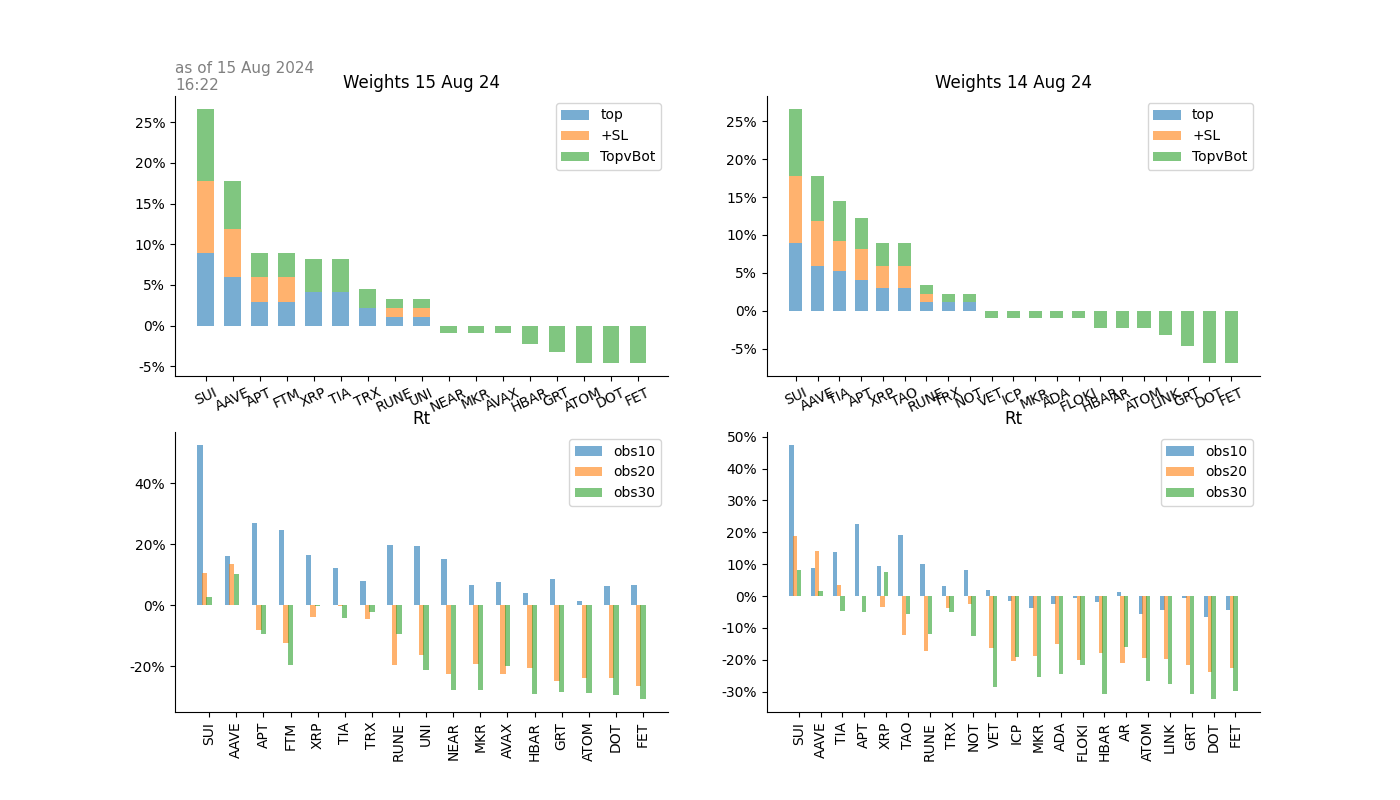 as of 15 Aug 2024
16:22
Weights 15 Aug 24
25%
20%
15%
10%
5%
0%
-5%
top
+SL
TopvBot
SUI AAVE APT FTM XRP TIA TRX RUNE UNI NEAR MKR AVAX HBAR GRT ATOM DOT FET
Weights 14 Aug 24
25%
20%
15%
10%
5%
0%
-5%
top
+SL
TopvBot
SUI AAVE TIA APT XRP TAO RUNE TRX NOT VET ICP MKR ADA FLOKI HBAR AR ATOM LINK GRT DOT FET
Rt
40%
20%
0%
-20%
obs10
obs20
obs30
SUI AAVE APT FTM XRP TIA TRX RUNE UNI NEAR MKR AVAX HBAR GRT ATOM DOT FET
Rt
50%
40%
30%
20%
10%
0%
-10%
-20%
-30%
obs10
obs20
obs30
SUI AAVE TIA APT XRP TAO RUNE TRX NOT VET ICP MKR ADA FLOKI HBAR AR ATOM LINK GRT DOT FET